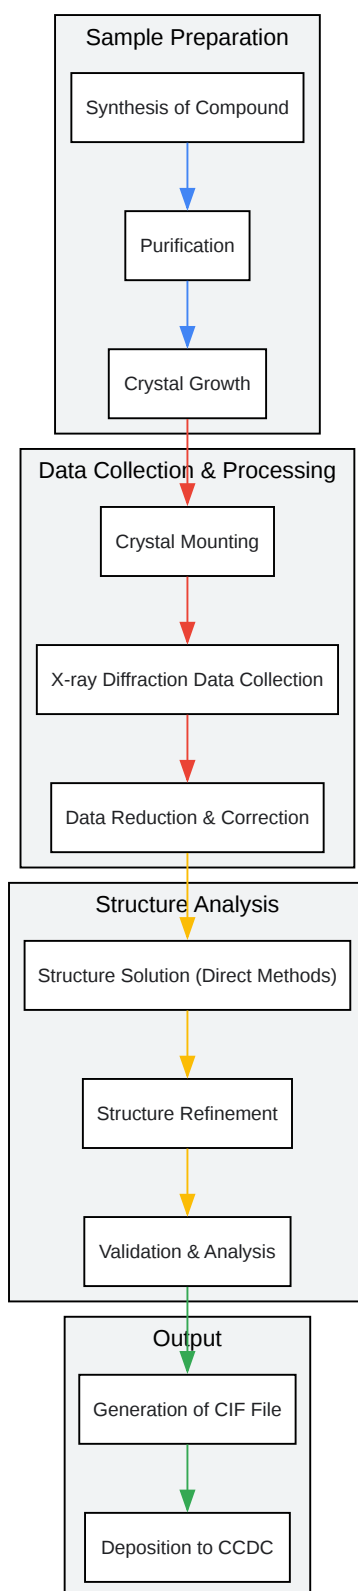 Sample Preparation
Synthesis of Compound
Purification
Crystal Growth
Data Collection & Processing
Crystal Mounting
X-ray Diffraction Data Collection
Data Reduction & Correction
Structure Analysis
Structure Solution (Direct Methods)
Structure Refinement
Validation & Analysis
Output
Generation of CIF File
Deposition to CCDC